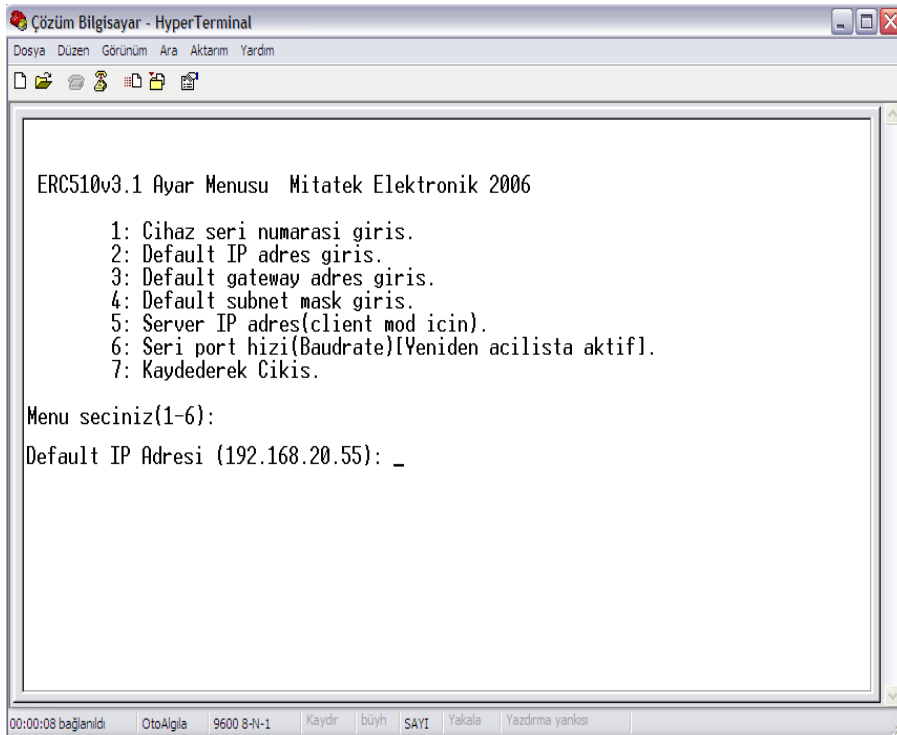 Çözüm Bilgisayar - HyperTerminal
Dosya Düzen Görünüm Ara Aktarım Yardım
ERC510v3.1 Ayar Menusu Mitatek Elektronik 2006
1: Cihaz seri numarasi giris.
2: Default IP adres giris.
3: Default gateway adres giris.
4: Default subnet mask giris.
5: Server IP adres(client mod icin).
6: Seri port hizi(Baudrate)[Yeniden acilista aktif].
7: Kaydederek Cikis.
Menu seciniz(1-6):
Default IP Adresi (192.168.20.55): _
00:00:08 bağlanıldı OtoAlgıla 9600 8-N-1 Kaydır büyh SAYI Yakala Yazdırma yankısı